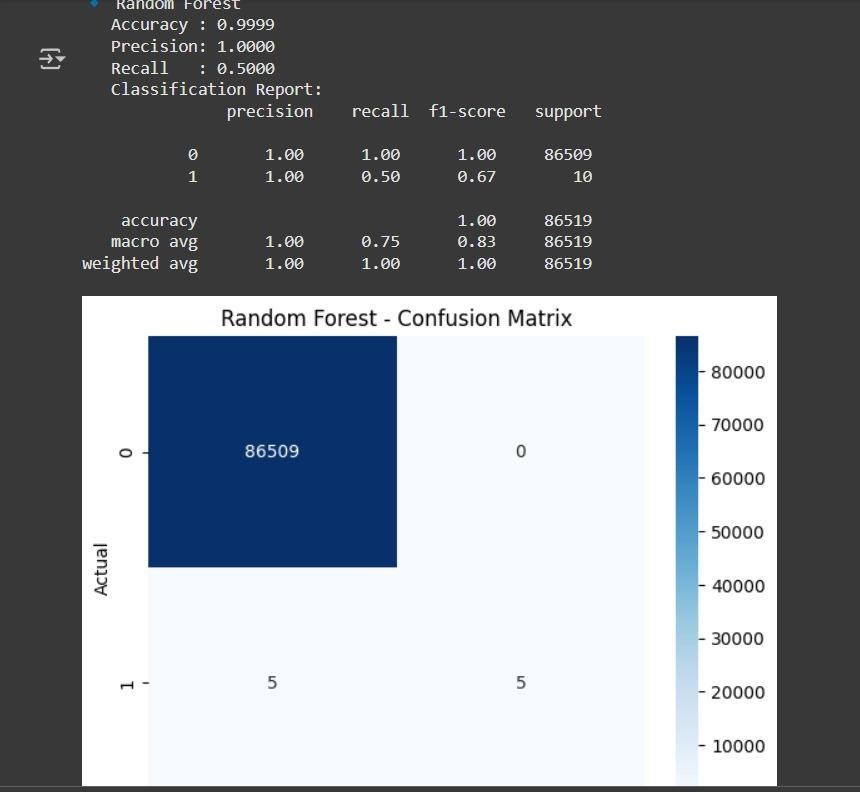 Random Forest
Accuracy : 0.9999
Precision: 1.0000
Recall   : 0.5000
Classification Report:
precision    recall  f1-score   support
0       1.00      1.00      1.00     86509
1       1.00      0.50      0.67        10
accuracy                           1.00     86519
macro avg       1.00      0.75      0.83     86519
weighted avg       1.00      1.00      1.00     86519
Random Forest - Confusion Matrix
Actual
0
1
86509
0
5
5
80000
70000
60000
50000
40000
30000
20000
10000